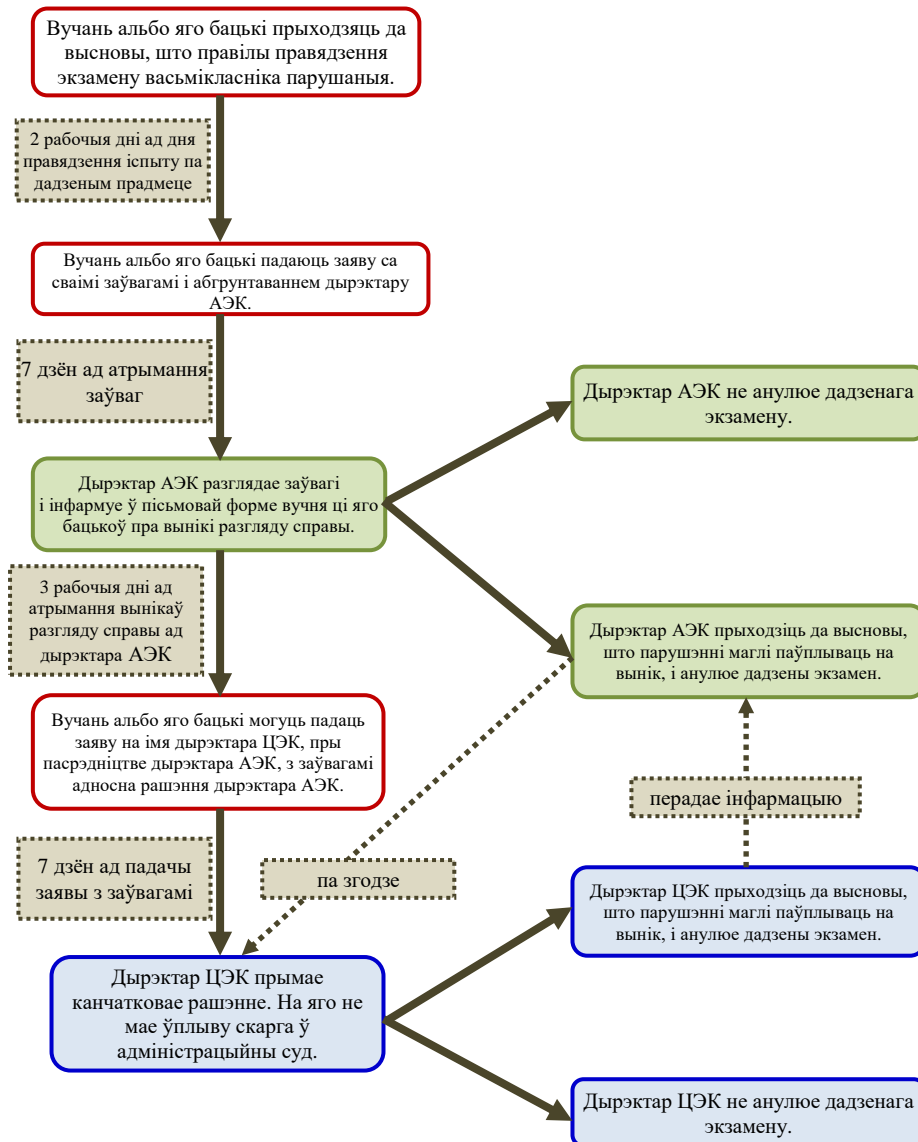 Вучань альбо яго бацькі прыходзяць да
высновы, што правілы правядзення
экзамену васьмікласніка парушаныя.
2 рабочыя дні ад дня
правядзення іспыту па
дадзеным прадмеце
Вучань альбо яго бацькі падаюць заяву са
сваімі заўвагамі і абгрунтаваннем дырэктару
АЭК.
7 дзён ад атрымання
заўваг
Дырэктар АЭК не анулюе дадзенага
экзамену.
Дырэктар АЭК разглядае заўвагі
і інфармуе ў пісьмовай форме вучня ці яго
бацькоў пра вынікі разгляду справы.
3 рабочыя дні ад
атрымання вынікаў
разгляду справы ад
дырэктара АЭК
Дырэктар АЭК прыходзіць да высновы,
што парушэнні маглі паўплываць на
вынік, і анулюе дадзены экзамен.
Вучань альбо яго бацькі могуць падаць
заяву на імя дырэктара ЦЭК, пры
пасрэдніцтве дырэктара АЭК, з заўвагамі
адносна рашэння дырэктара АЭК.
перадае інфармацыю
7 дзён ад падачы
заявы з заўвагамі
па згодзе
Дырэктар ЦЭК прыходзіць да высновы,
што парушэнні маглі паўплываць на
вынік, і анулюе дадзены экзамен.
Дырэктар ЦЭК прымае
канчатковае рашэнне. На яго не
мае ўплыву скарга ў
адміністрацыйны суд.
Дырэктар ЦЭК не анулюе дадзенага
экзамену.